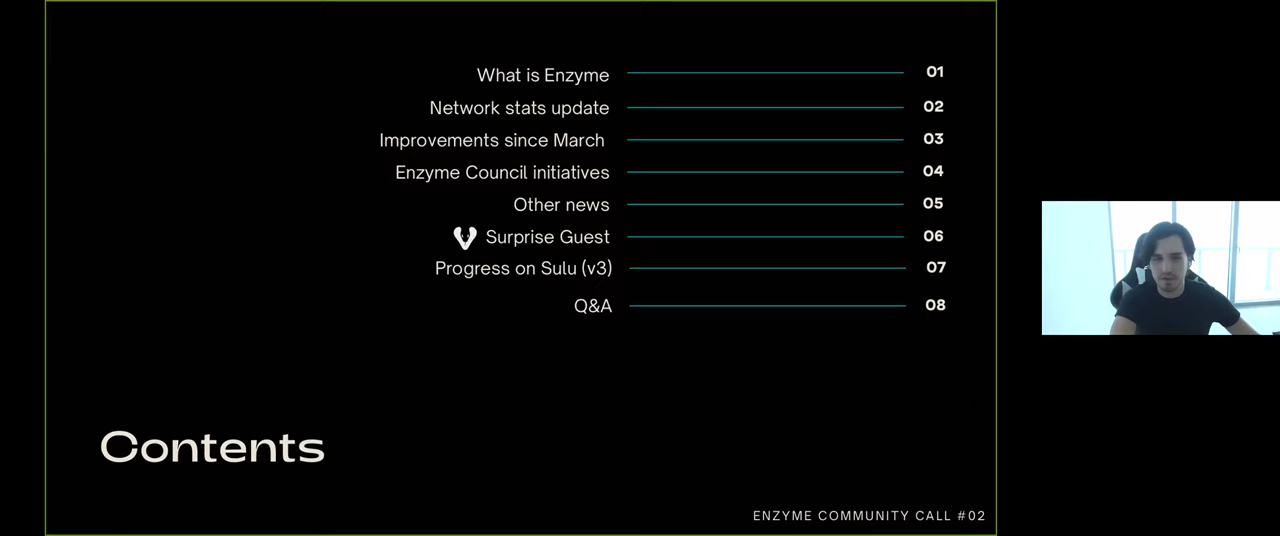 What is Enzyme 01
Network stats update 02
Improvements since March 03
Enzyme Council initiatives 04
Other news 05
Surprise Guest 06
Progress on Sulu (v3) 07
Q&A 08
Contents
ENZYME COMMUNITY CALL #02